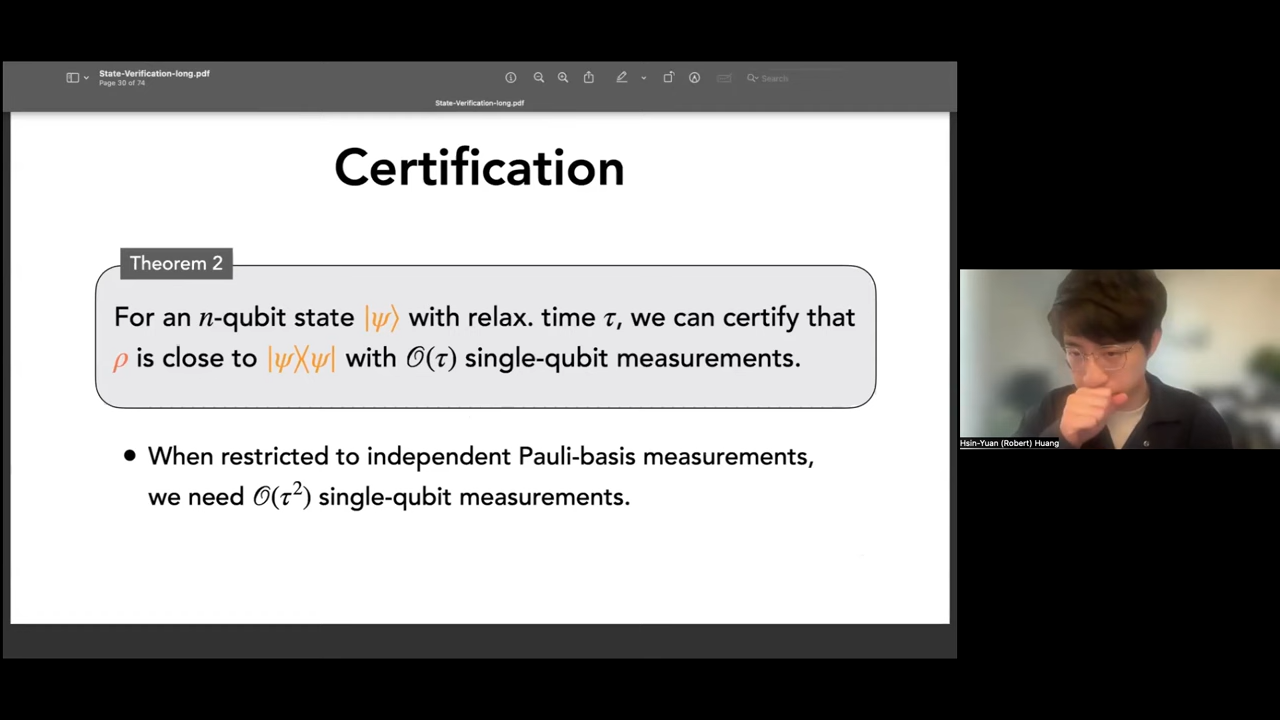 State-Verification-long.pdf
Page 30 of 74
Search
State-Verification-long.pdf
Certification
Theorem 2
For an n-qubit state |ψ⟩ with relax. time τ, we can certify that
ρ is close to |ψ⟩⟨ψ| with 𝒪(τ) single-qubit measurements.
● When restricted to independent Pauli-basis measurements,
we need 𝒪(τ²) single-qubit measurements.
Hsin-Yuan (Robert) Huang